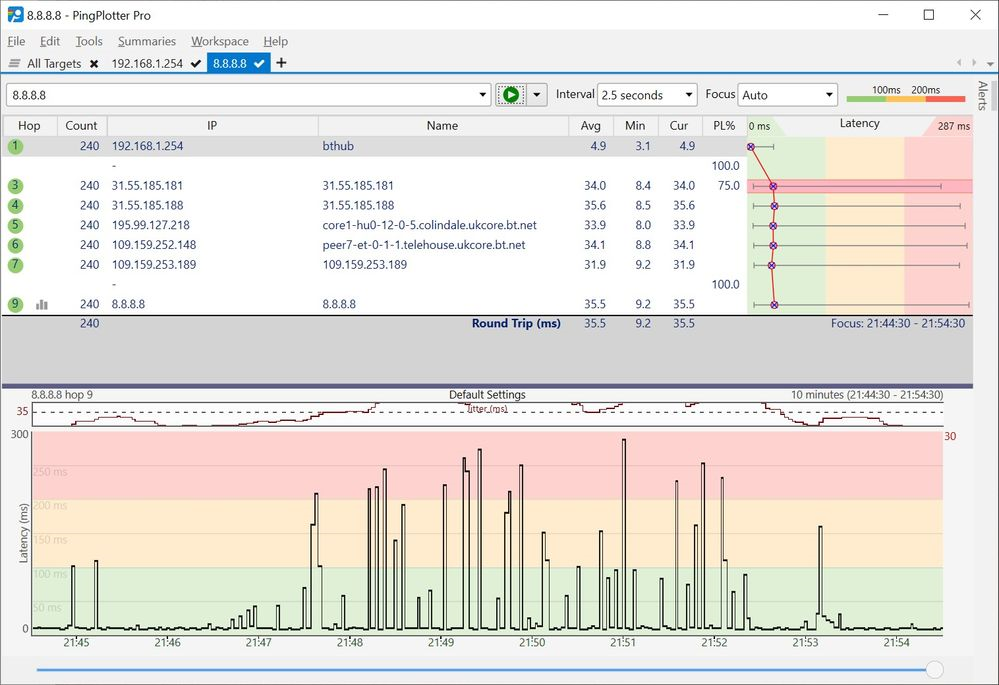 8.8.8.8 - PingPlotter Pro
File Edit Tools Summaries Workspace Help
All Targets 192.168.1.254 8.8.8.8
8.8.8.8 Interval 2.5 seconds Focus Auto 100ms 200ms
Alerts
Hop Count IP Name Avg Min Cur PL% 0 ms Latency 287 ms
1 240 192.168.1.254 bthub 4.9 3.1 4.9
- 100.0
3 240 31.55.185.181 31.55.185.181 34.0 8.4 34.0 75.0
4 240 31.55.185.188 31.55.185.188 35.6 8.5 35.6
5 240 195.99.127.218 core1-hu0-12-0-5.colindale.ukcore.bt.net 33.9 8.0 33.9
6 240 109.159.252.148 peer7-et-0-1-1.telehouse.ukcore.bt.net 34.1 8.8 34.1
7 240 109.159.253.189 109.159.253.189 31.9 9.2 31.9
- 100.0
9 240 8.8.8.8 8.8.8.8 35.5 9.2 35.5
240 Round Trip (ms) 35.5 9.2 35.5 Focus: 21:44:30 - 21:54:30
8.8.8.8 hop 9 Default Settings 10 minutes (21:44:30 - 21:54:30)
35 Jitter (ms)
300 30
250 ms
200 ms
150 ms
100 ms
50 ms
0
Latency (ms)
21:45 21:46 21:47 21:48 21:49 21:50 21:51 21:52 21:53 21:54